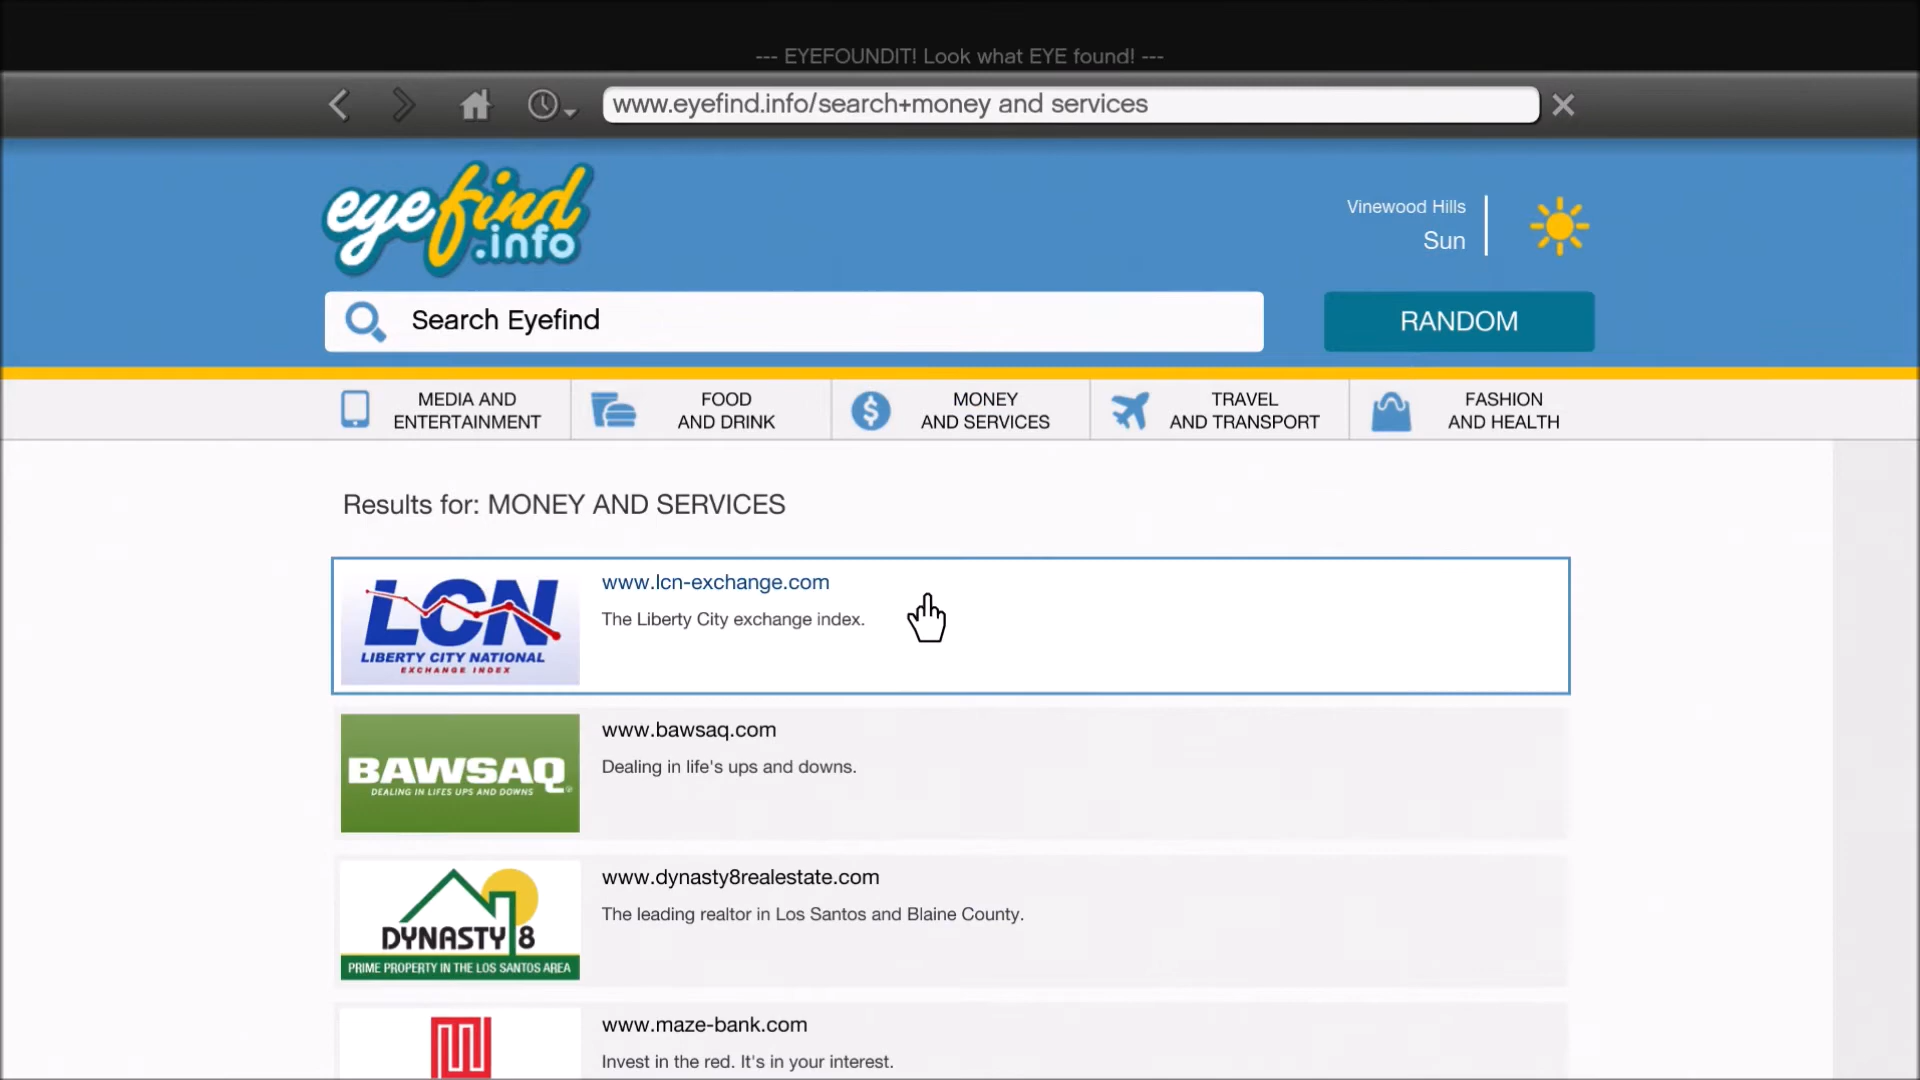 --- EYEFOUNDIT! Look what EYE found! ---
www.eyefind.info/search+money and services
eyefind
.info
Vinewood Hills
Sun
Search Eyefind
RANDOM
MEDIA AND
ENTERTAINMENT
FOOD
AND DRINK
MONEY
AND SERVICES
TRAVEL
AND TRANSPORT
FASHION
AND HEALTH
Results for: MONEY AND SERVICES
LCN
LIBERTY CITY NATIONAL
EXCHANGE INDEX
www.lcn-exchange.com
The Liberty City exchange index.
BAWSAQ
DEALING IN LIFES UPS AND DOWNS
www.bawsaq.com
Dealing in life's ups and downs.
DYNASTY 8
PRIME PROPERTY IN THE LOS SANTOS AREA
www.dynasty8realestate.com
The leading realtor in Los Santos and Blaine County.
www.maze-bank.com
Invest in the red. It's in your interest.